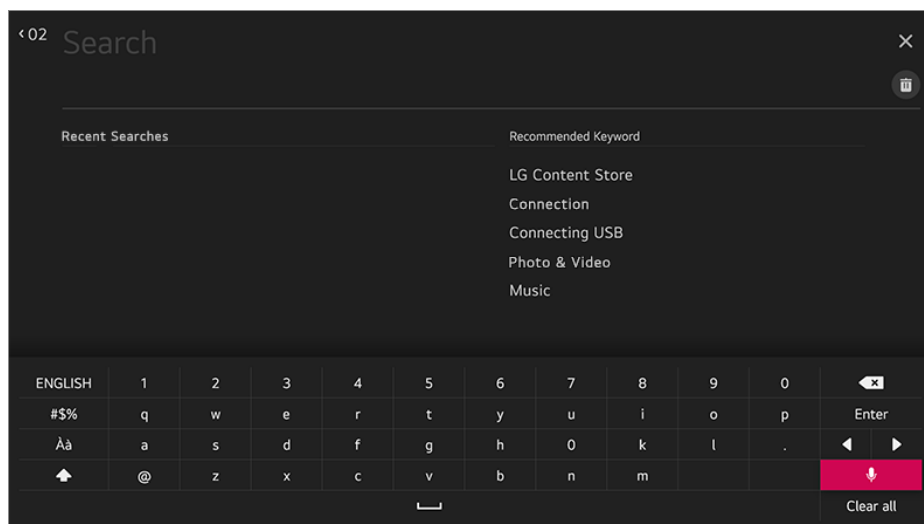 ‹ 02 Search
Recent Searches
Recommended Keyword
LG Content Store
Connection
Connecting USB
Photo & Video
Music
ENGLISH 1 2 3 4 5 6 7 8 9 0
#$% q w e r t y u i o p Enter
Àà a s d f g h 0 k l .
@ z x c v b n m
Clear all